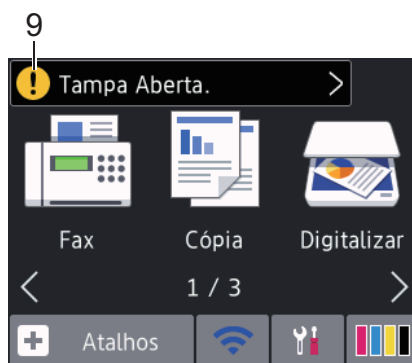 9
Tampa Aberta.
Fax Cópia Digitalizar
1 / 3
Atalhos